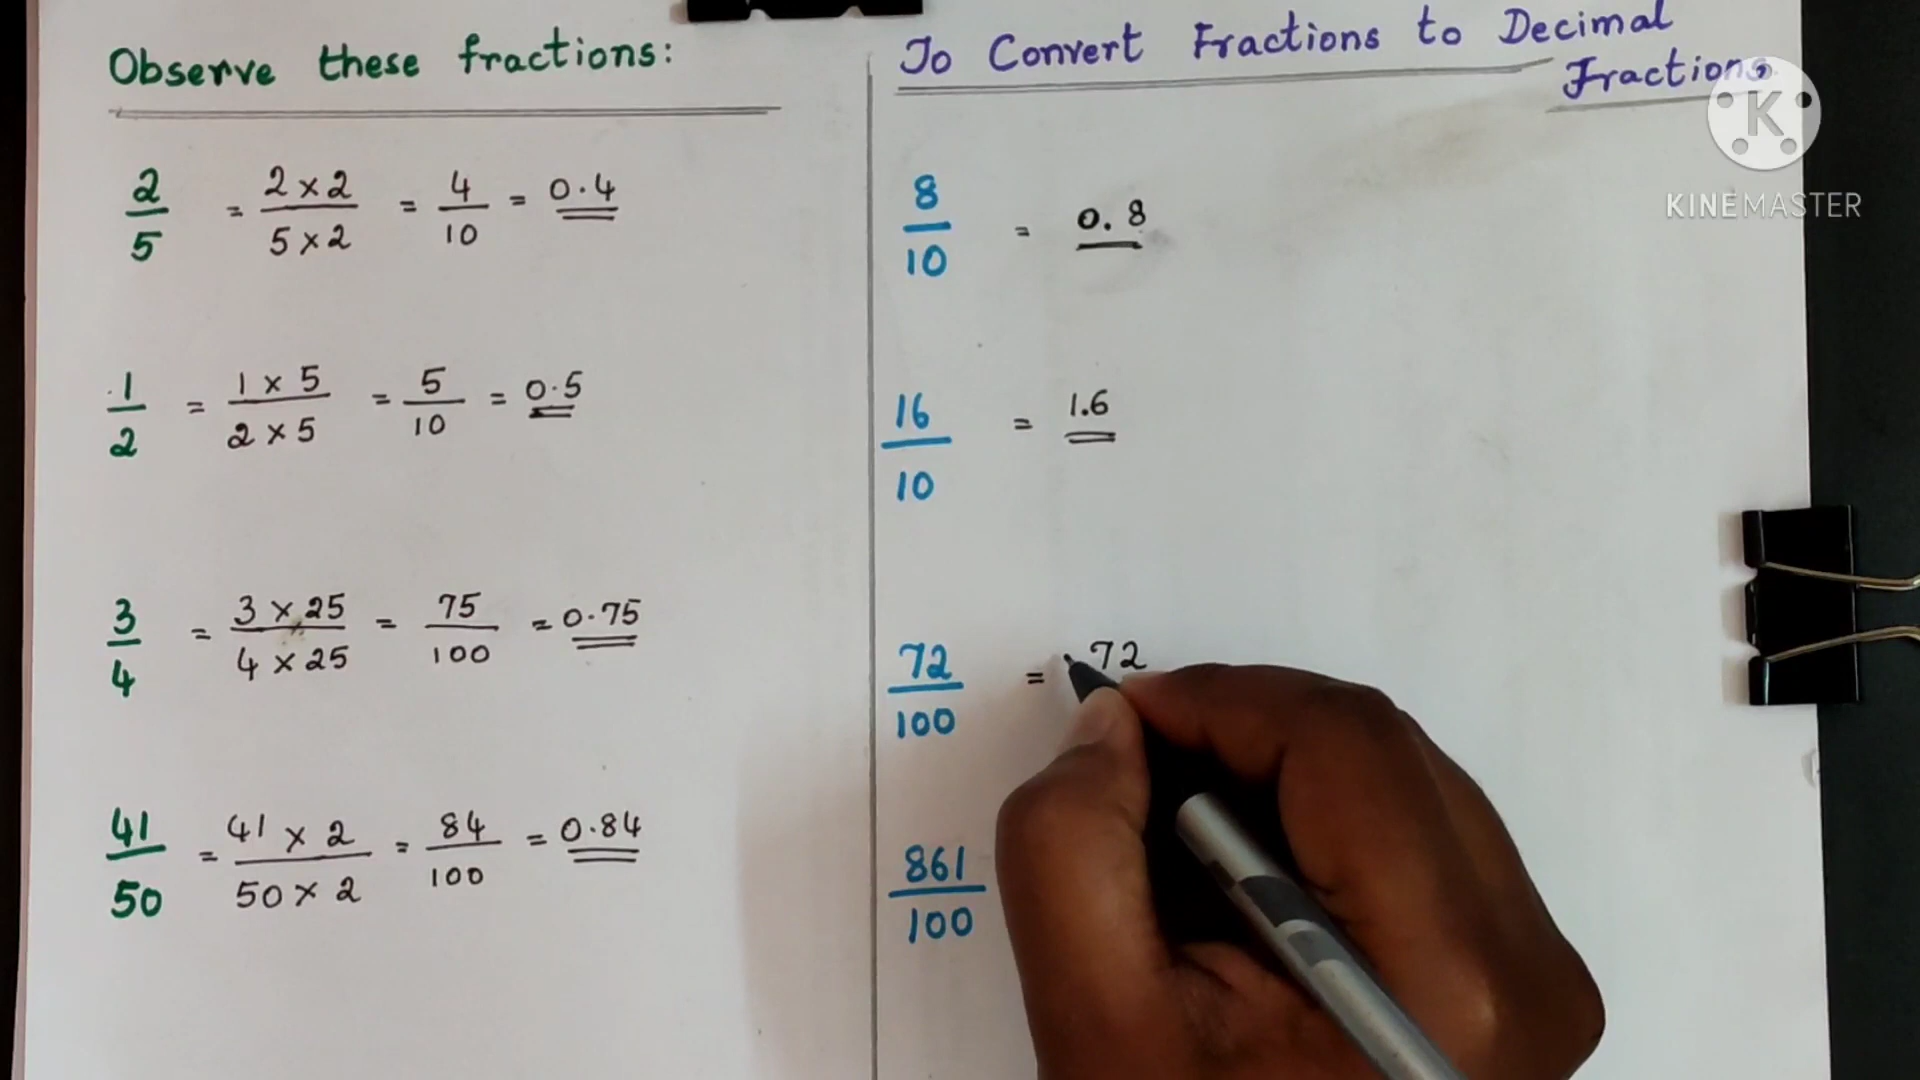 Observe these fractions:
2/5 = 2 x 2 / 5 x 2 = 4/10 = 0.4
1/2 = 1 x 5 / 2 x 5 = 5/10 = 0.5
3/4 = 3 x 25 / 4 x 25 = 75/100 = 0.75
41/50 = 41 x 2 / 50 x 2 = 84/100 = 0.84
To Convert Fractions to Decimal
Fractions
8/10 = 0.8
16/10 = 1.6
72/100 = 72
861/100
K
KINEMASTER